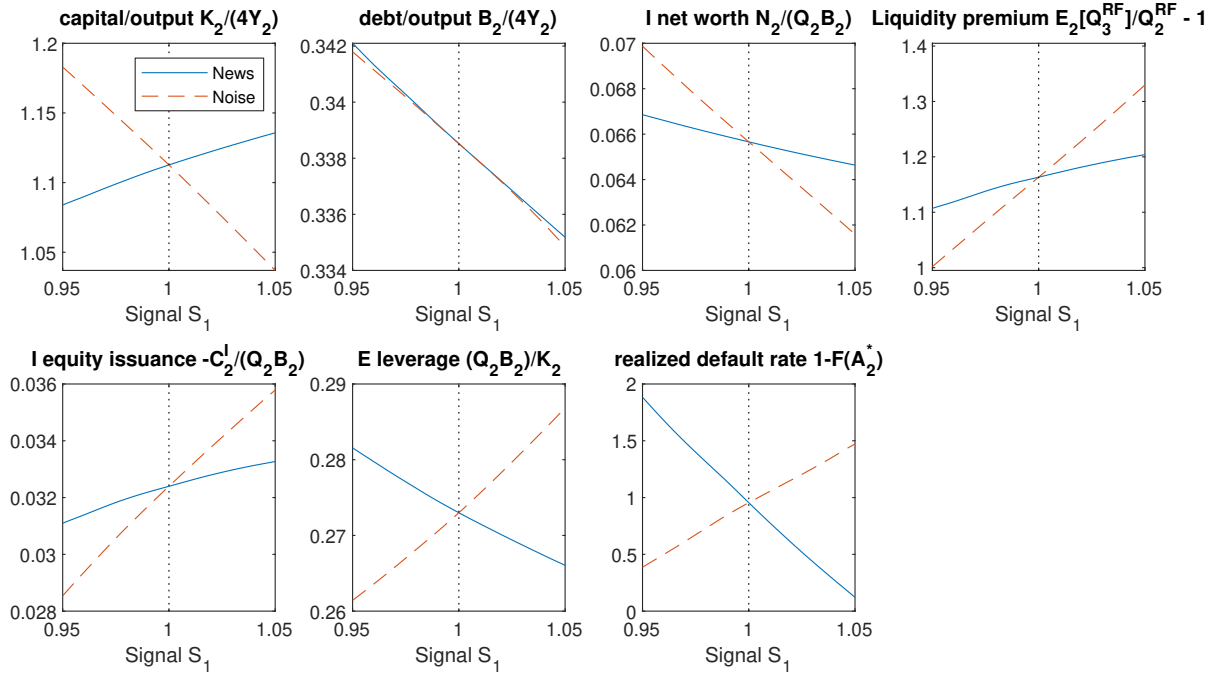 capital/output K₂/(4Y₂)
1.2
1.15
1.1
1.05
0.95 1 1.05
Signal S₁
News
Noise
debt/output B₂/(4Y₂)
0.342
0.34
0.338
0.336
0.334
0.95 1 1.05
Signal S₁
I net worth N₂/(Q₂B₂)
0.07
0.068
0.066
0.064
0.062
0.06
0.95 1 1.05
Signal S₁
Liquidity premium E₂[Q₃^RF]/Q₂^RF - 1
1.4
1.3
1.2
1.1
1
0.95 1 1.05
Signal S₁
I equity issuance -C₂^I/(Q₂B₂)
0.036
0.034
0.032
0.03
0.028
0.95 1 1.05
Signal S₁
E leverage (Q₂B₂)/K₂
0.29
0.28
0.27
0.26
0.95 1 1.05
Signal S₁
realized default rate 1-F(A₂^*)
2
1.5
1
0.5
0
0.95 1 1.05
Signal S₁